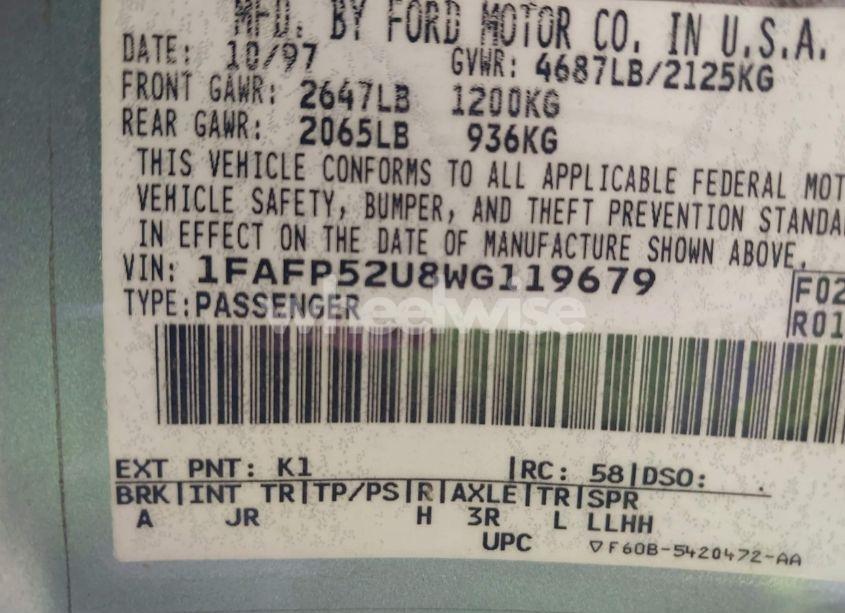 MFD. BY FORD MOTOR CO. IN U.S.A.
DATE: 10/97 GVWR: 4687LB/2125KG
FRONT GAWR: 2647LB 1200KG
REAR GAWR: 2065LB 936KG
THIS VEHICLE CONFORMS TO ALL APPLICABLE FEDERAL MOT
VEHICLE SAFETY, BUMPER, AND THEFT PREVENTION STANDA
IN EFFECT ON THE DATE OF MANUFACTURE SHOWN ABOVE.
VIN: 1FAFP52U8WG119679
F02
TYPE: PASSENGER
R01
wheelwise
EXT PNT: K1 RC: 58 DSO:
BRK INT TR TP/PS R AXLE TR SPR
A JR H 3R L LLHH
UPC ▽F60B-5420472-AA